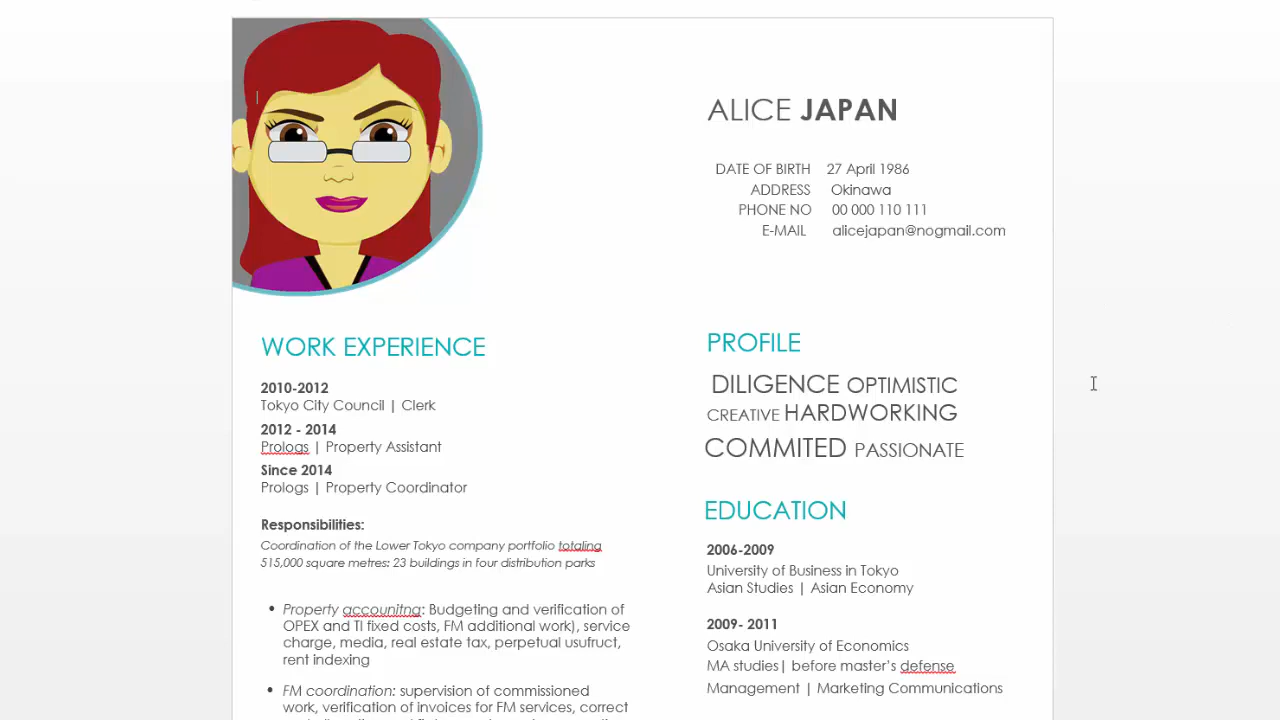 ALICE JAPAN
DATE OF BIRTH 27 April 1986
ADDRESS Okinawa
PHONE NO 00 000 110 111
E-MAIL alicejapan@nogmail.com
WORK EXPERIENCE
2010-2012
Tokyo City Council | Clerk
2012 - 2014
Prologs | Property Assistant
Since 2014
Prologs | Property Coordinator
Responsibilities:
Coordination of the Lower Tokyo company portfolio totaling
515,000 square metres: 23 buildings in four distribution parks
• Property accounitng: Budgeting and verification of
OPEX and TI fixed costs, FM additional work), service
charge, media, real estate tax, perpetual usufruct,
rent indexing
• FM coordination: supervision of commissioned
work, verification of invoices for FM services, correct
PROFILE
DILIGENCE OPTIMISTIC
CREATIVE HARDWORKING
COMMITED PASSIONATE
EDUCATION
2006-2009
University of Business in Tokyo
Asian Studies | Asian Economy
2009- 2011
Osaka University of Economics
MA studies| before master's defense
Management | Marketing Communications